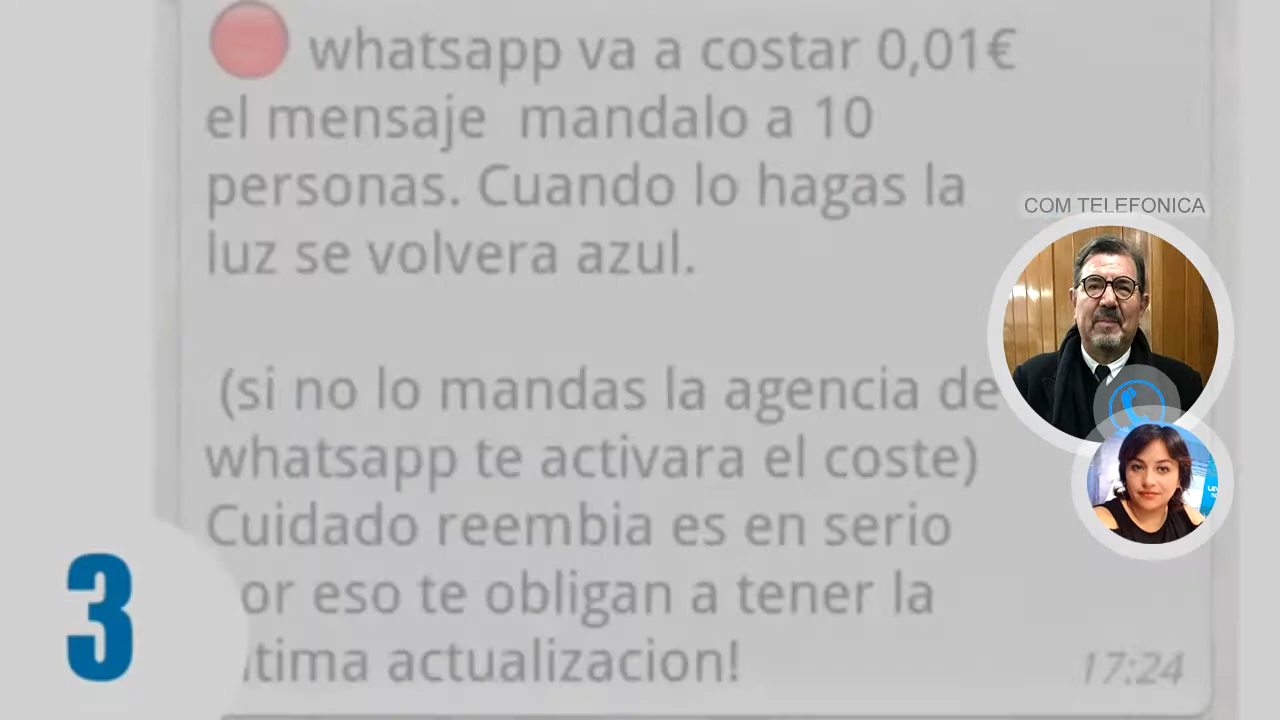 whatsapp va a costar 0,01€
el mensaje mandalo a 10
personas. Cuando lo hagas la
luz se volvera azul.
(si no lo mandas la agencia de
whatsapp te activara el coste)
Cuidado reembia es en serio
or eso te obligan a tener la
tima actualizacion!
17:24
COM TELEFONICA
3